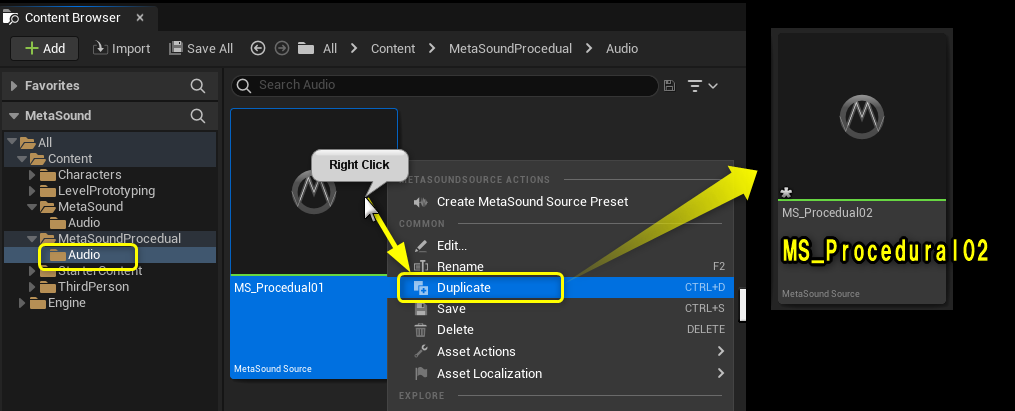 Content Browser ×
Add
Import
Save All
All > Content > MetaSoundProcedual > Audio
Favorites
MetaSound
All
Content
Characters
LevelPrototyping
MetaSound
Audio
MetaSoundProcedual
Audio
StarterContent
ThirdPerson
Engine
Search Audio
Right Click
MS_Procedual01
MetaSound Source
METASOUNDSOURCE ACTIONS
Create MetaSound Source Preset
COMMON
Edit...
Rename F2
Duplicate CTRL+D
Save CTRL+S
Delete DELETE
Asset Actions
Asset Localization
EXPLORE
MS_Procedual02
MS_Procedural02
MetaSound Source